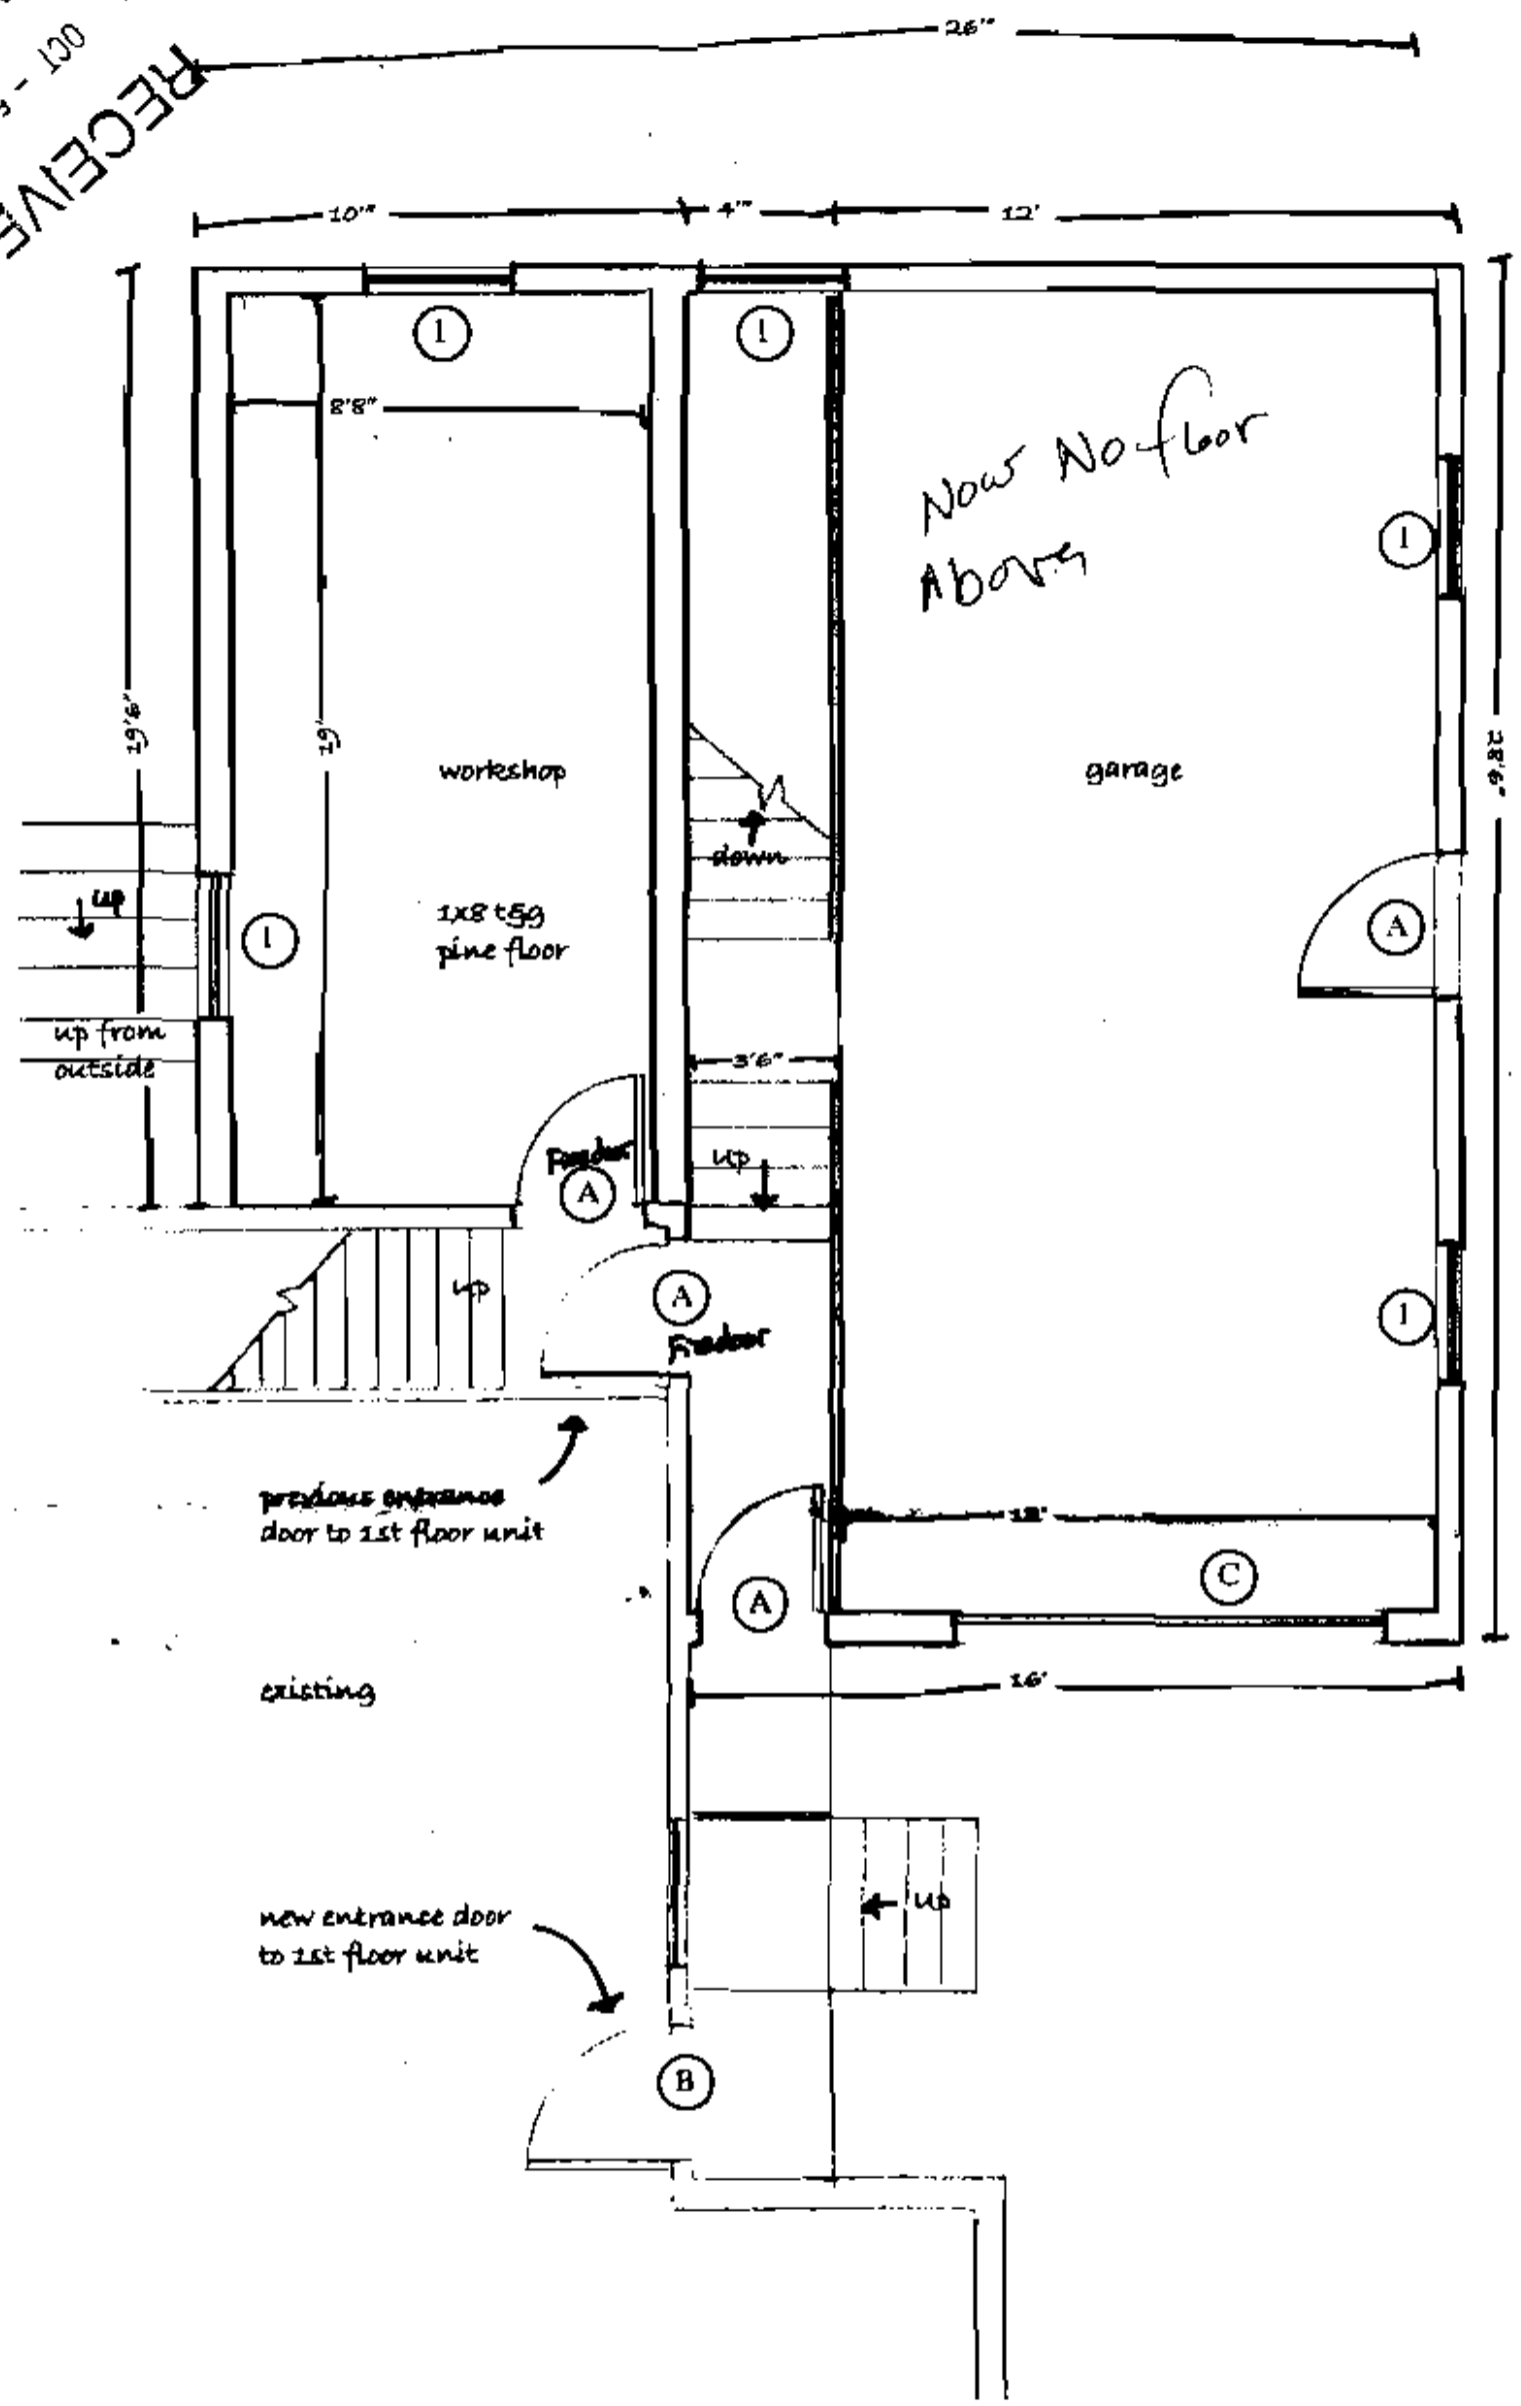 OCT -
RECEIVE
26'"
10'"
4'"
12'
1
1
8'8"
Now No floor
Above
1
19'6"
19'
workshop
garage
down
up
1x8 t&g
pine floor
1
A
up from
outside
3'6"
Firedoor
A
up
up
A
Firedoor
1
previous entrance
door to 1st floor unit
12'
C
A
existing
16'
up
new entrance door
to 1st floor unit
B